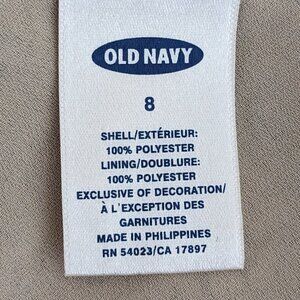 OLD NAVY
8
SHELL/EXTÉRIEUR:
100% POLYESTER
LINING/DOUBLURE:
100% POLYESTER
EXCLUSIVE OF DECORATION/
À L'EXCEPTION DES
GARNITURES
MADE IN PHILIPPINES
RN 54023/CA 17897